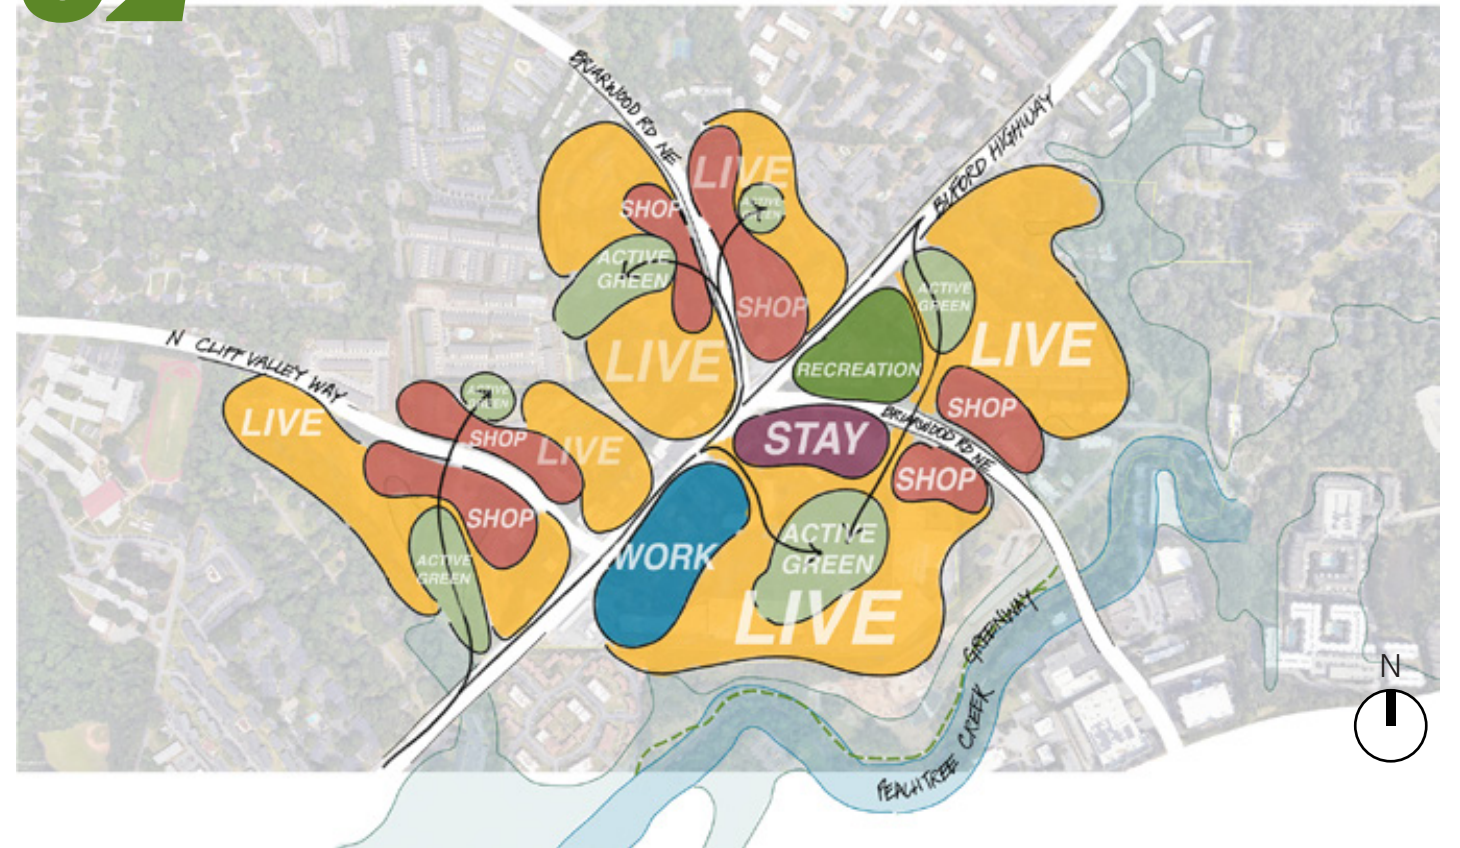 BRIARWOOD RD NE
BUFORD HIGHWAY
LIVE
SHOP
ACTIVE
GREEN
ACTIVE
GREEN
ACTIVE
GREEN
SHOP
N CLIFF VALLEY WAY
LIVE
LIVE
RECREATION
ACTIVE
GREEN
SHOP
LIVE
SHOP
LIVE
STAY
BRIARWOOD RD NE
SHOP
SHOP
ACTIVE
GREEN
WORK
ACTIVE
GREEN
LIVE
GREENWAY
PEACHTREE CREEK
N